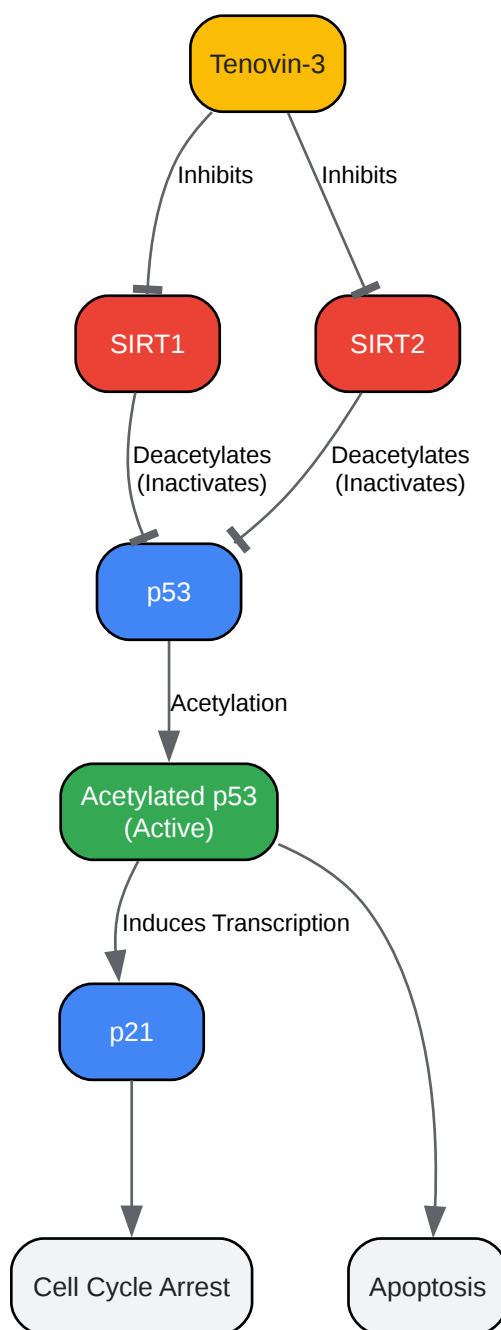 Tenovin-3
Inhibits
Inhibits
SIRT1
SIRT2
Deacetylates
(Inactivates)
Deacetylates
(Inactivates)
p53
Acetylation
Acetylated p53
(Active)
Induces Transcription
p21
Cell Cycle Arrest
Apoptosis